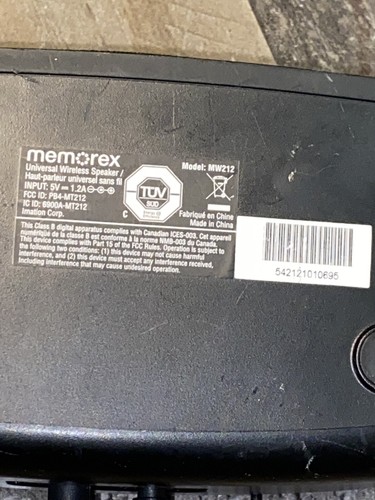 memorex
Universal Wireless Speaker /
Haut-parleur universel sans fil
INPUT: 5V 1.2A
FCC ID: PB4-MT212
IC ID: 6900A-MT212
Imation Corp.
TÜV
SÜD
C
Model: MW212
Fabriqué en Chine
Made in China
This Class B digital apparatus complies with Canadian ICES-003. Cet appareil
numérique de la classe B est conforme à la norme NMB-003 du Canada.
This device complies with Part 15 of the FCC Rules. Operation is subject to
the following two conditions: (1) this device may not cause harmful
interference, and (2) this device must accept any interference received,
including interference that may cause undesired operation.
542121010695